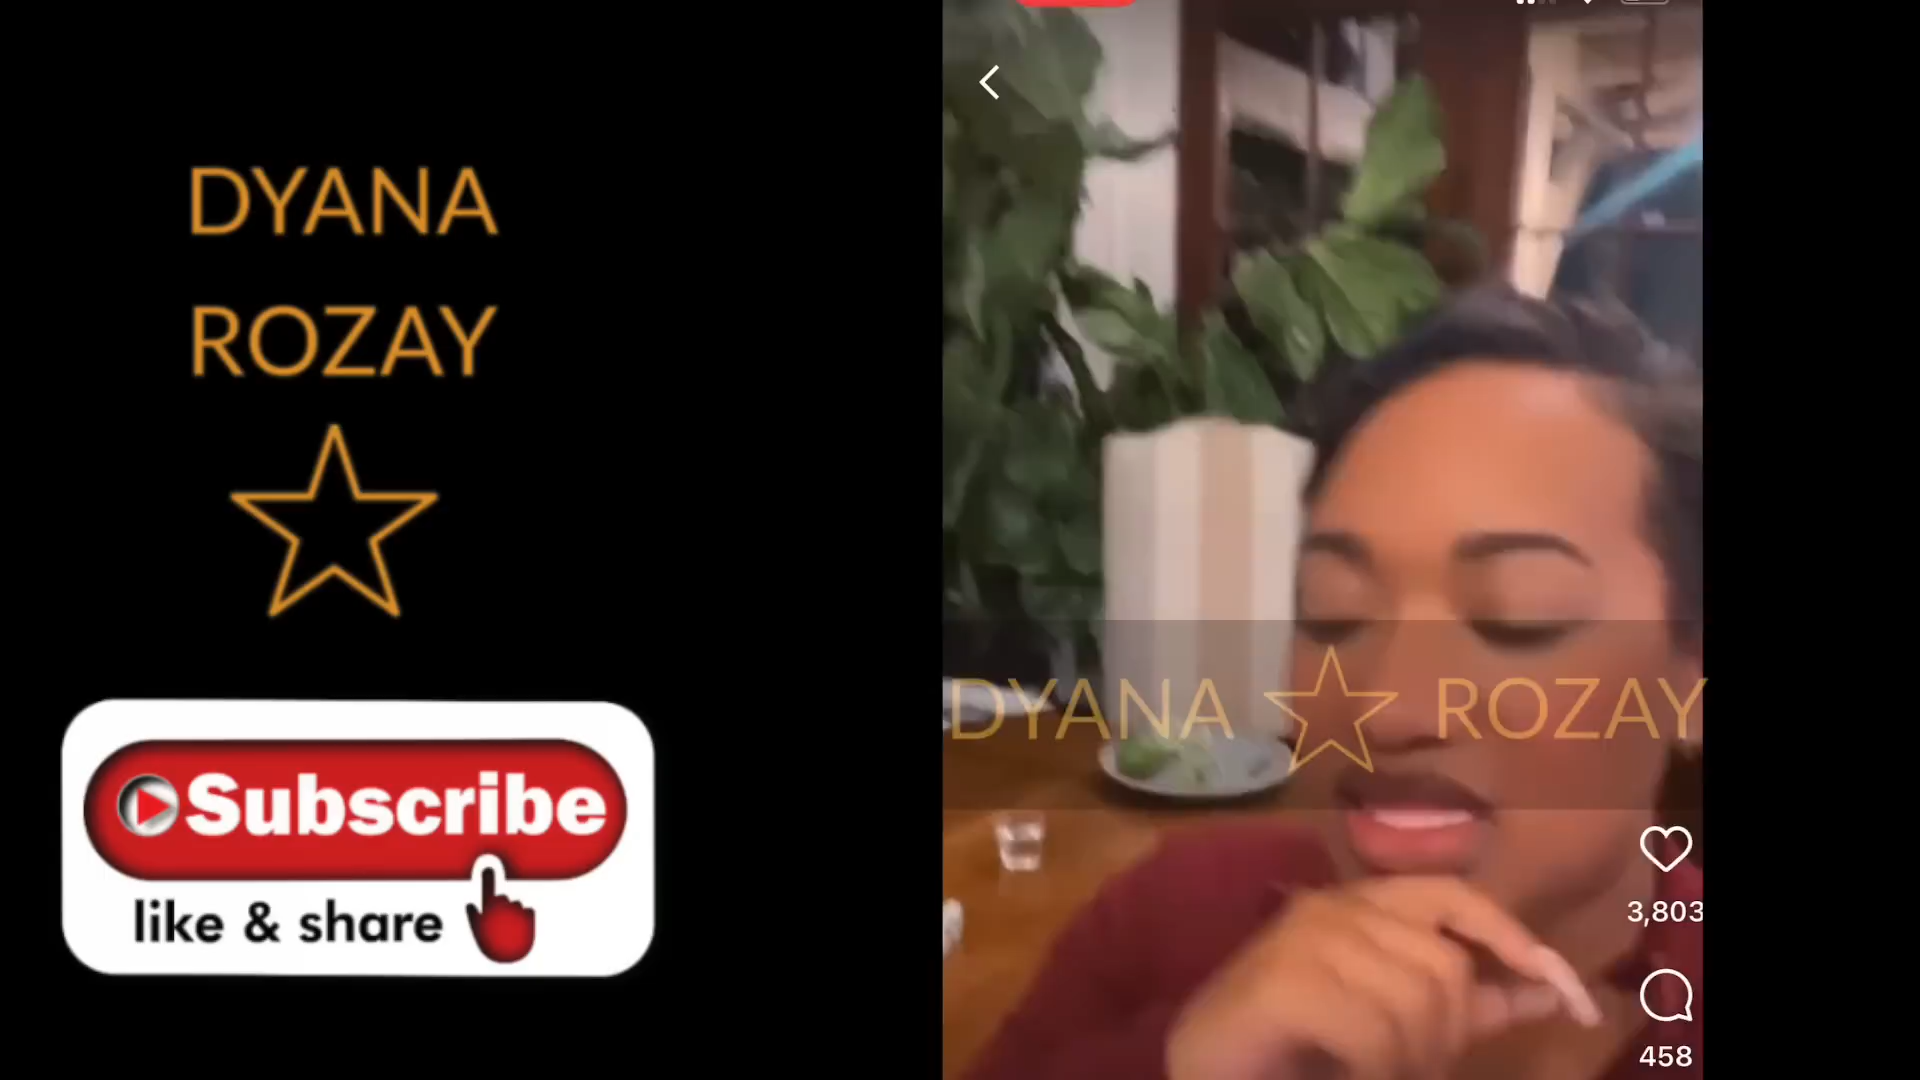 DYANA
ROZAY
Subscribe
like & share
DYANA ROZAY
3,803
458